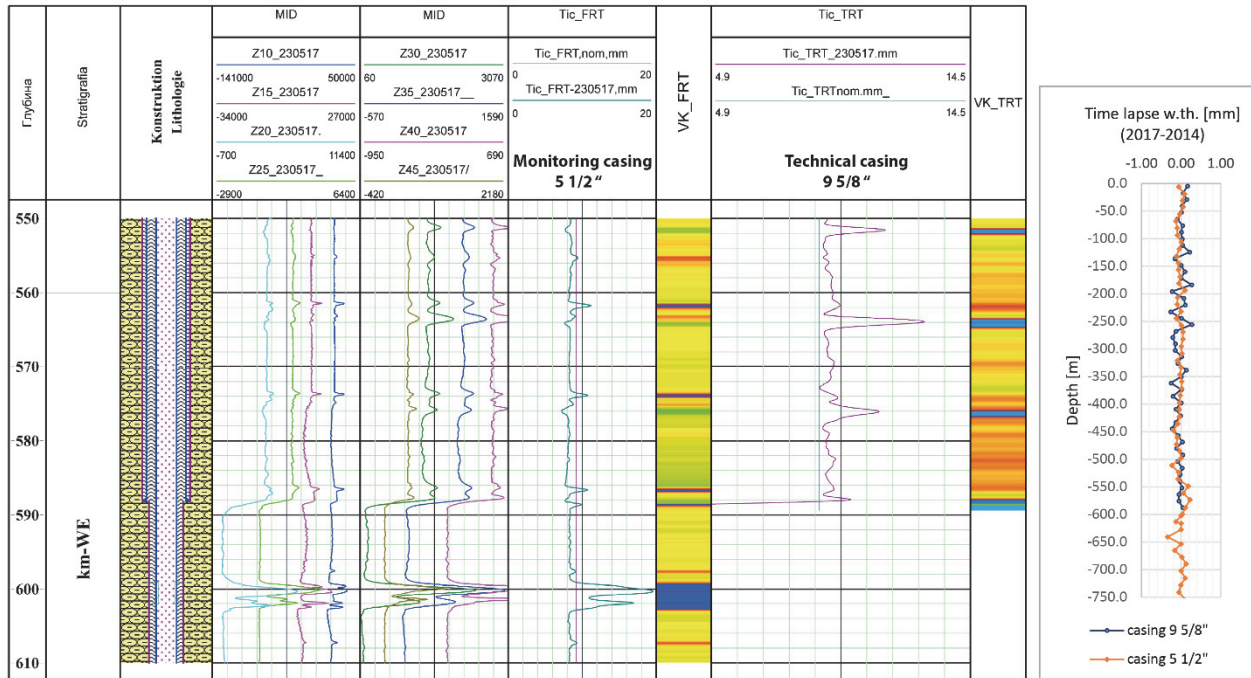 MID
MID
Tic_FRT
Tic_TRT
Глубина
Stratigrafia
Konstruktion
Lithologie
Z10_230517
-141000 50000
Z15_230517
-34000 27000
Z20_230517.
-700 11400
Z25_230517_
-2900 6400
Z30_230517
60 3070
Z35_230517__
-570 1590
Z40_230517
-950 690
Z45_230517/
-420 2180
Tic_FRT,nom,mm
0 20
Tic_FRT-230517,mm
0 20
Monitoring casing
5 1/2“
VK_FRT
Tic_TRT_230517.mm
4.9 14.5
Tic_TRTnom.mm_
4.9 14.5
Technical casing
9 5/8“
VK_TRT
550
560
570
580
590
600
610
km-WE
Time lapse w.th. [mm]
(2017-2014)
-1.00 0.00 1.00
0.0
-50.0
-100.0
-150.0
-200.0
-250.0
-300.0
-350.0
-400.0
-450.0
-500.0
-550.0
-600.0
-650.0
-700.0
-750.0
Depth [m]
casing 9 5/8"
casing 5 1/2"